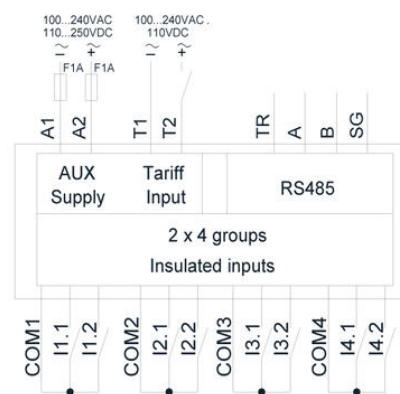 100...240VAC 100...240VAC .
110...250VDC 110VDC
~ ~ ~ ~
− + − +
F1A F1A
A1 A2 T1 T2 TR A B SG
AUX Supply
Tariff Input
RS485
2 x 4 groups
Insulated inputs
COM1 I1.1 I1.2 COM2 I2.1 I2.2 COM3 I3.1 I3.2 COM4 I4.1 I4.2